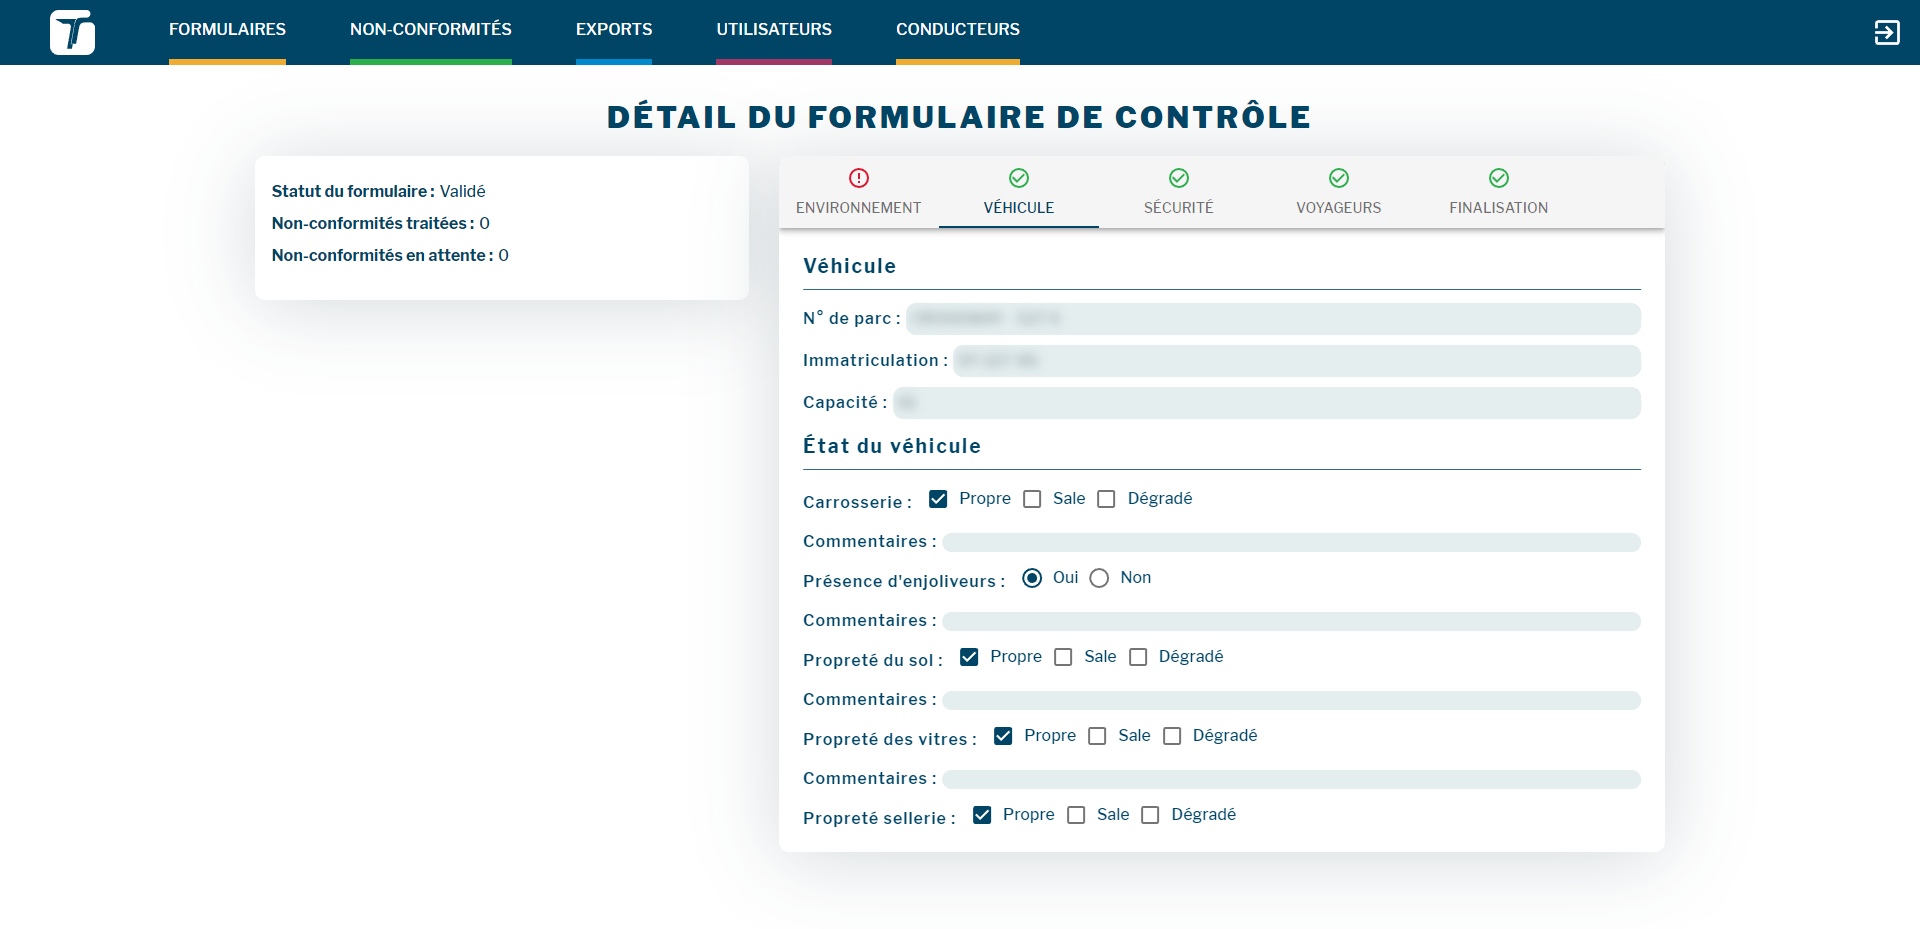 FORMULAIRES NON-CONFORMITÉS EXPORTS UTILISATEURS CONDUCTEURS
DÉTAIL DU FORMULAIRE DE CONTRÔLE
Statut du formulaire : Validé
Non-conformités traitées : 0
Non-conformités en attente : 0
ENVIRONNEMENT VÉHICULE SÉCURITÉ VOYAGEURS FINALISATION
Véhicule
N° de parc :
Immatriculation :
Capacité :
État du véhicule
Carrosserie : Propre Sale Dégradé
Commentaires :
Présence d'enjoliveurs : Oui Non
Commentaires :
Propreté du sol : Propre Sale Dégradé
Commentaires :
Propreté des vitres : Propre Sale Dégradé
Commentaires :
Propreté sellerie : Propre Sale Dégradé